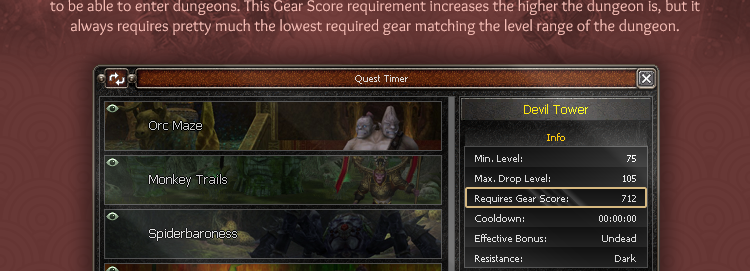 to be able to enter dungeons. This Gear Score requirement increases the higher the dungeon is, but it
always requires pretty much the lowest required gear matching the level range of the dungeon.
Quest Timer
Orc Maze
Monkey Trails
Spiderbaroness
Devil Tower
Info
Min. Level: 75
Max. Drop Level: 105
Requires Gear Score: 712
Cooldown: 00:00:00
Effective Bonus: Undead
Resistance: Dark